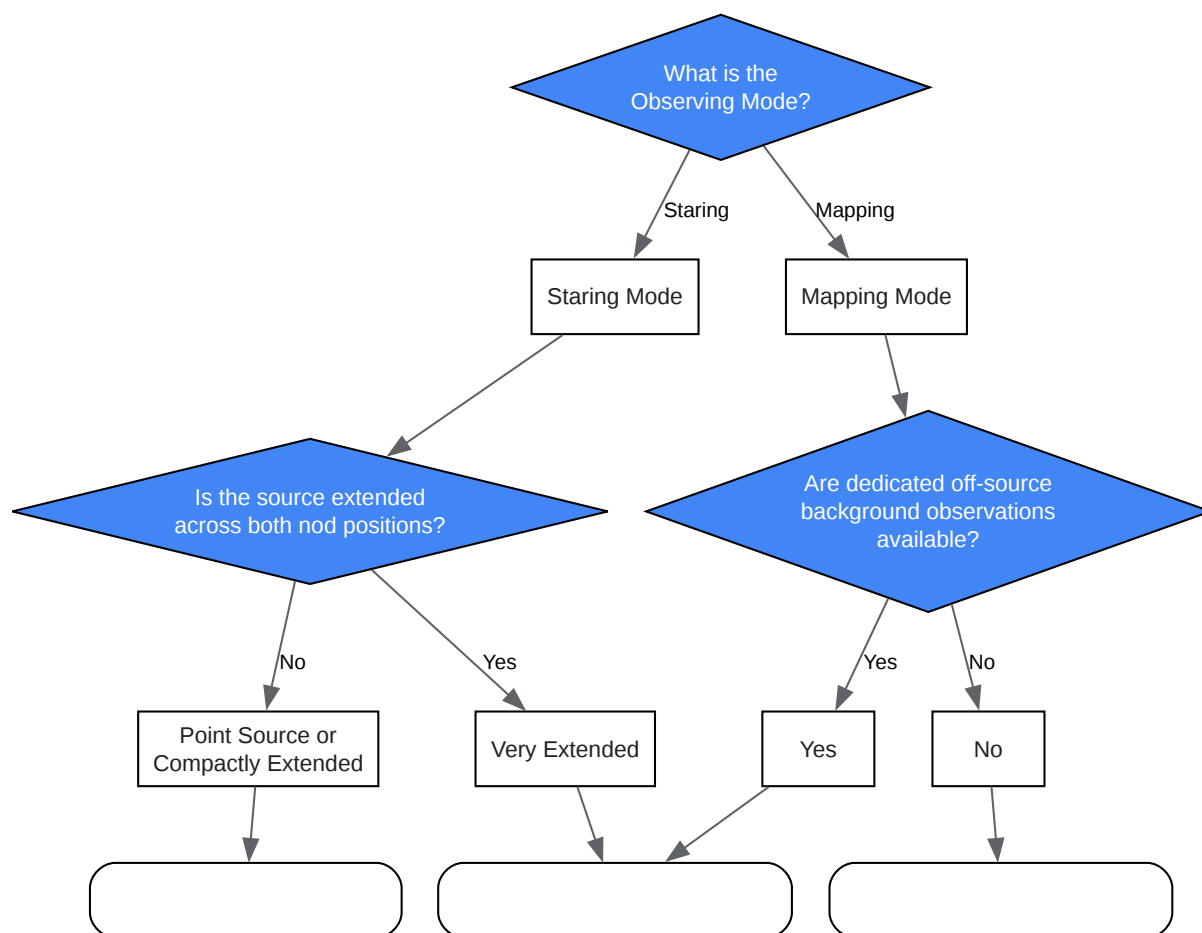 What is the
Observing Mode?
Staring
Mapping
Staring Mode
Mapping Mode
Is the source extended
across both nod positions?
Are dedicated off-source
background observations
available?
No
Yes
Yes
No
Point Source or
Compactly Extended
Very Extended
Yes
No